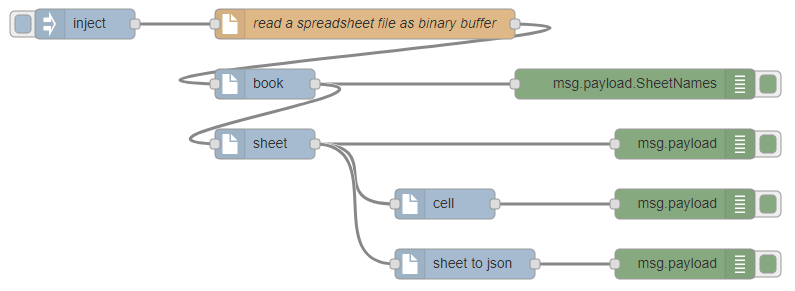 inject
read a spreadsheet file as binary buffer
book
msg.payload.SheetNames
sheet
msg.payload
cell
msg.payload
sheet to json
msg.payload